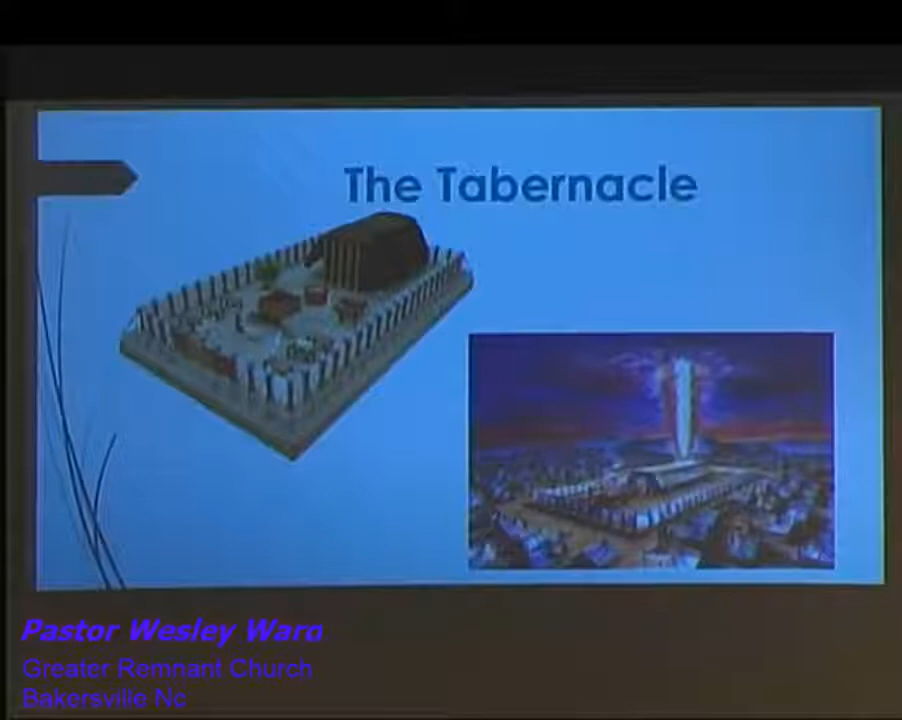 The Tabernacle
Pastor Wesley Ward
Greater Remnant Church
Bakersville Nc